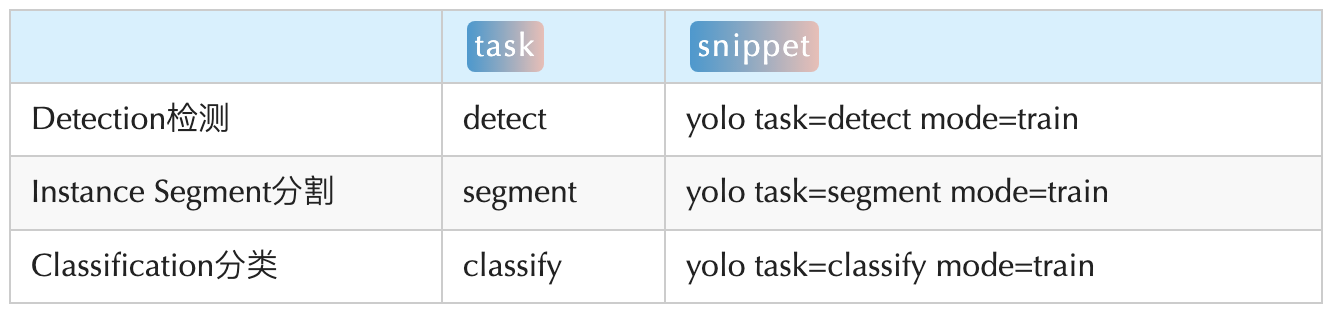 task snippet
Detection检测 detect yolo task=detect mode=train
Instance Segment分割 segment yolo task=segment mode=train
Classification分类 classify yolo task=classify mode=train